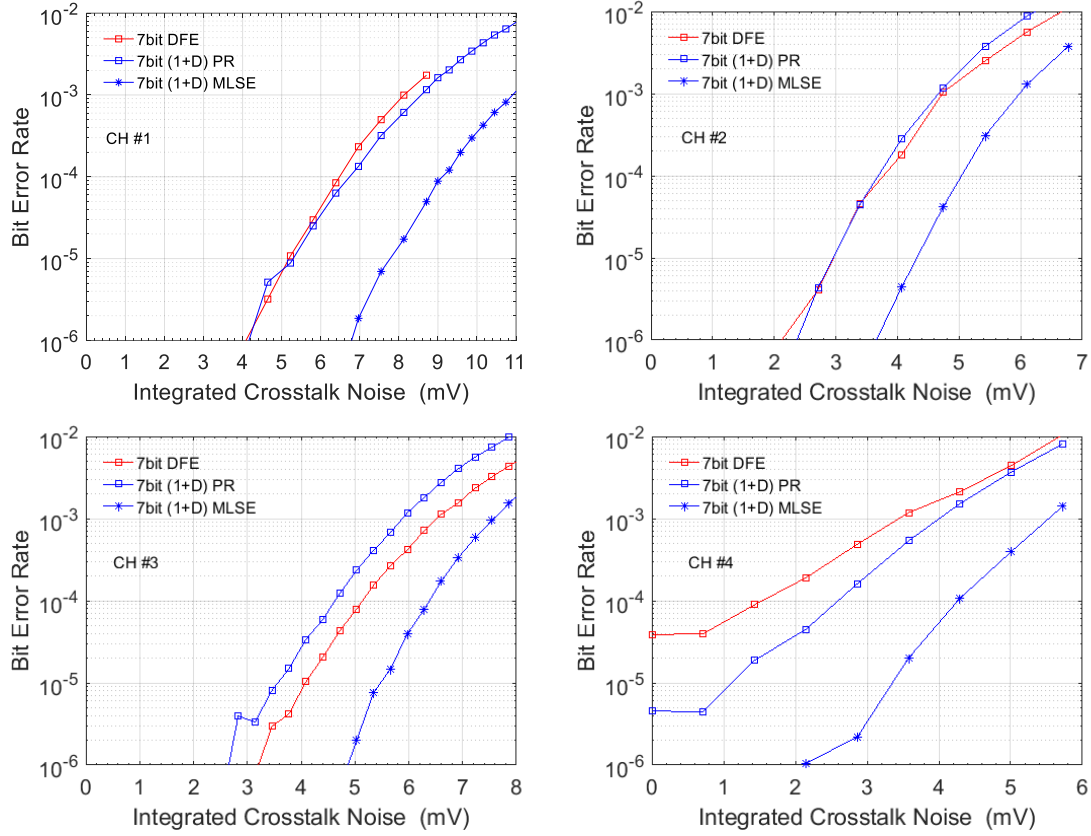 10-2
10-3
10-4
10-5
10-6
Bit Error Rate
7bit DFE
7bit (1+D) PR
7bit (1+D) MLSE
CH #1
0 1 2 3 4 5 6 7 8 9 10 11
Integrated Crosstalk Noise (mV)
10-2
10-3
10-4
10-5
10-6
Bit Error Rate
7bit DFE
7bit (1+D) PR
7bit (1+D) MLSE
CH #2
0 1 2 3 4 5 6 7
Integrated Crosstalk Noise (mV)
10-2
10-3
10-4
10-5
10-6
Bit Error Rate
7bit DFE
7bit (1+D) PR
7bit (1+D) MLSE
CH #3
0 1 2 3 4 5 6 7 8
Integrated Crosstalk Noise (mV)
10-2
10-3
10-4
10-5
10-6
Bit Error Rate
7bit DFE
7bit (1+D) PR
7bit (1+D) MLSE
CH #4
0 1 2 3 4 5 6
Integrated Crosstalk Noise (mV)